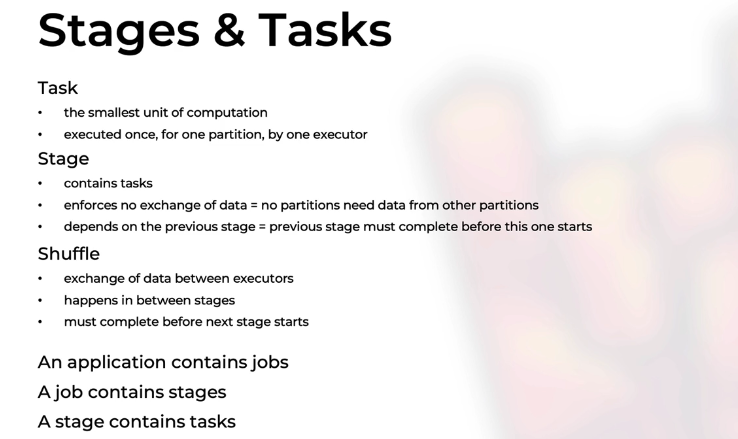 Stages & Tasks
Task
• the smallest unit of computation
• executed once, for one partition, by one executor
Stage
• contains tasks
• enforces no exchange of data = no partitions need data from other partitions
• depends on the previous stage = previous stage must complete before this one starts
Shuffle
• exchange of data between executors
• happens in between stages
• must complete before next stage starts
An application contains jobs
A job contains stages
A stage contains tasks